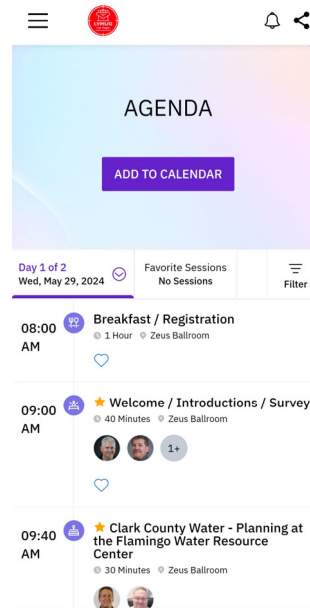 AGENDA
ADD TO CALENDAR
Day 1 of 2
Wed, May 29, 2024
Favorite Sessions
No Sessions
Filter
08:00
AM
Breakfast / Registration
1 Hour Zeus Ballroom
09:00
AM
Welcome / Introductions / Survey
40 Minutes Zeus Ballroom
1+
09:40
AM
Clark County Water - Planning at
the Flamingo Water Resource
Center
30 Minutes Zeus Ballroom